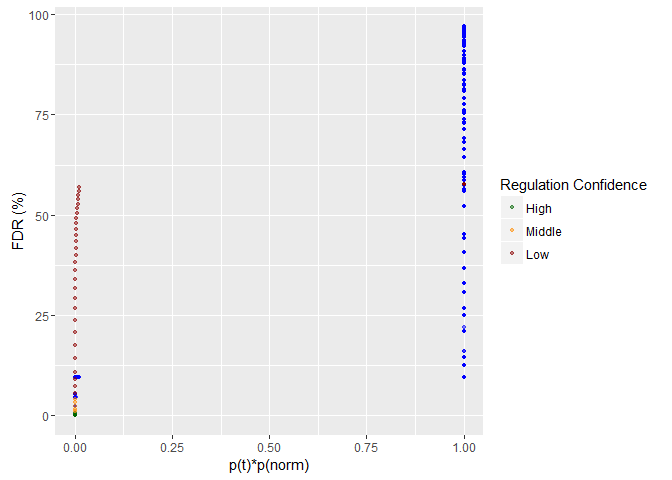 100
75
50
25
0
FDR (%)
0.00 0.25 0.50 0.75 1.00
p(t)*p(norm)
Regulation Confidence
High
Middle
Low